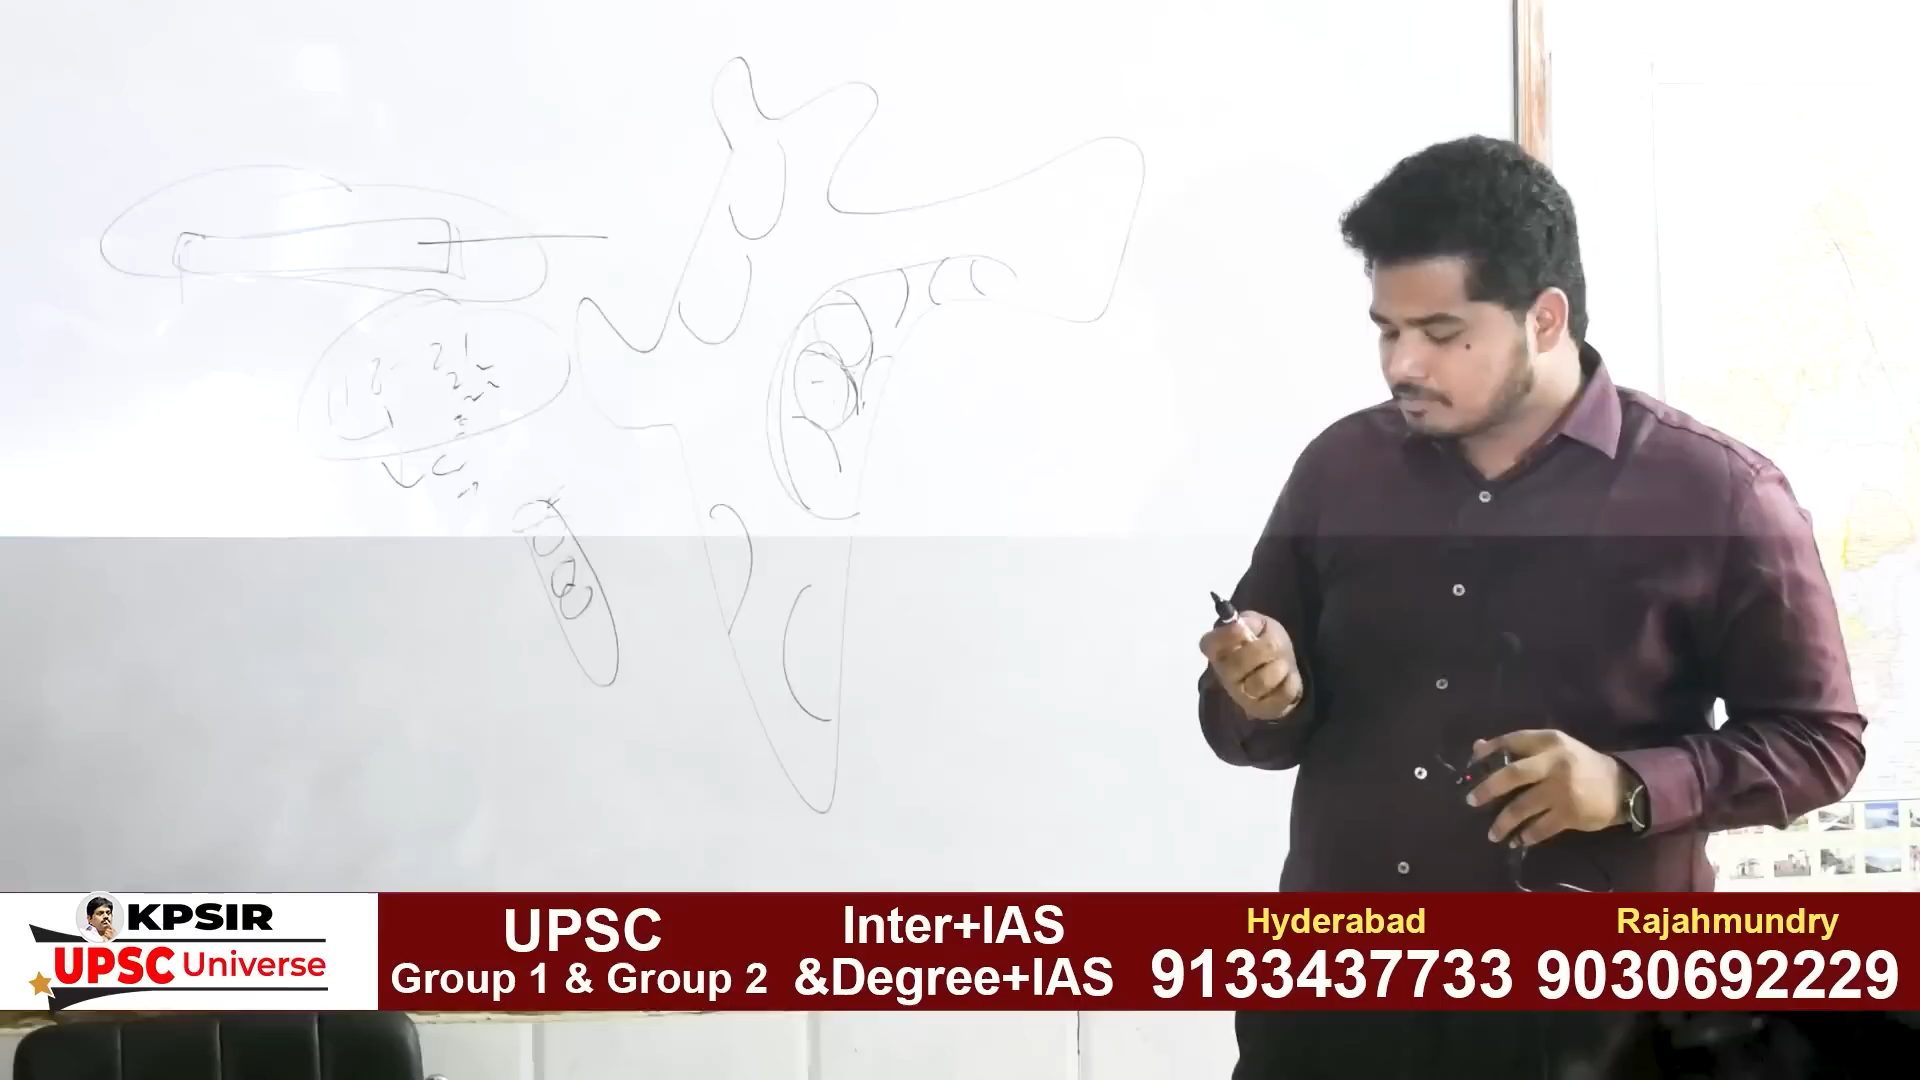 KPSIR
UPSC Universe
UPSC
Group 1 & Group 2
Inter+IAS
&Degree+IAS
Hyderabad
9133437733
Rajahmundry
9030692229